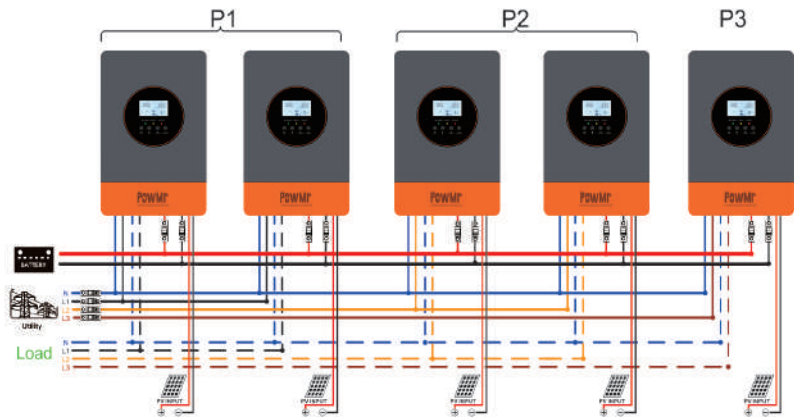 P1 P2 P3
POWMr POWMr POWMr POWMr POWMr
BATTERY
N
L1
L2
L3
Utility
Load
N
L1
L2
L3
PV INPUT PV INPUT PV INPUT PV INPUT PV INPUT